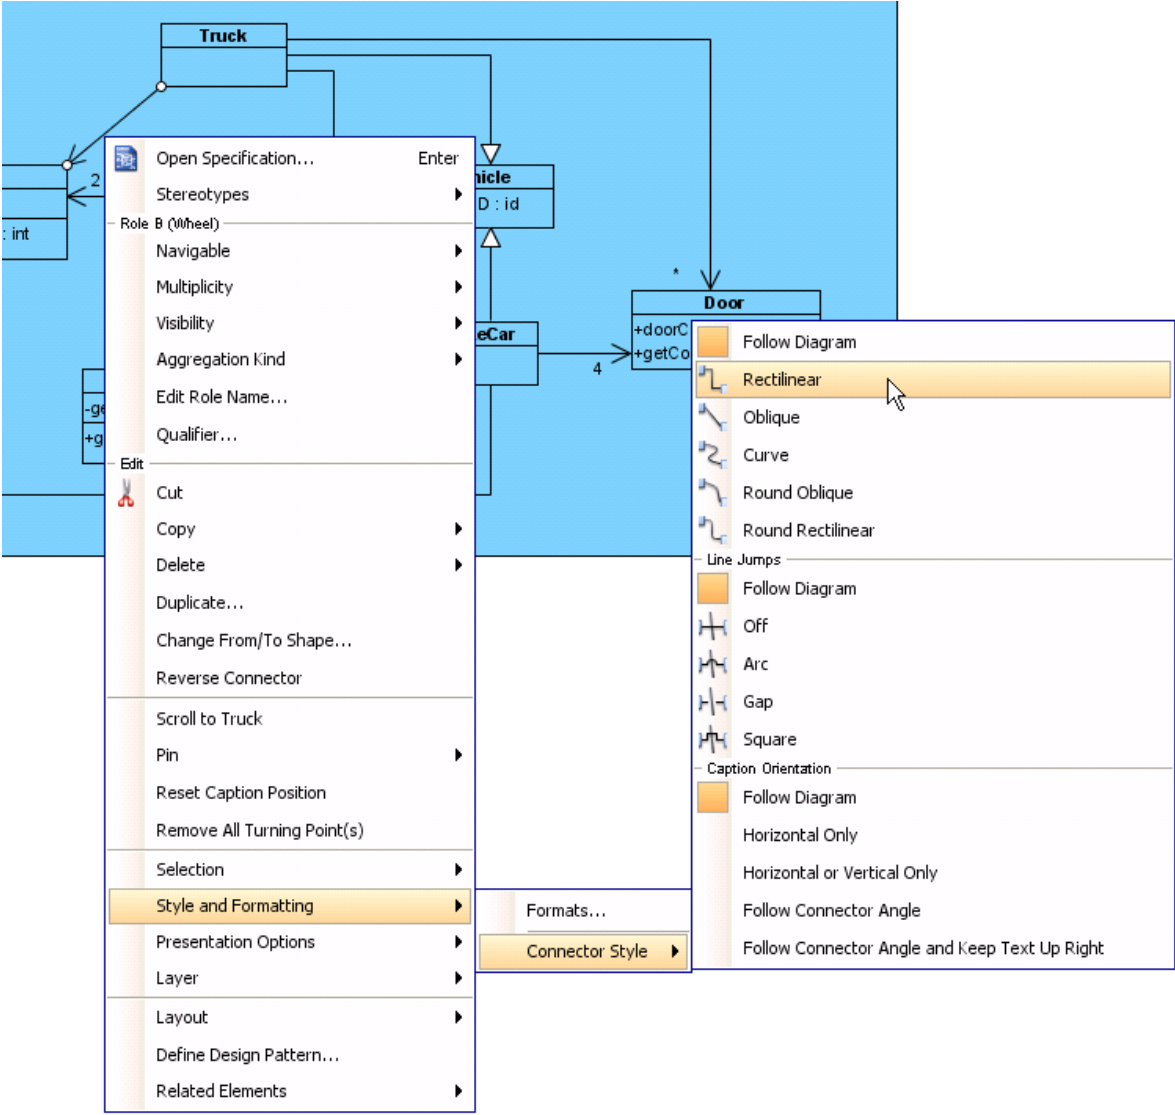 Truck
2
hicle
D : id
: int
*
Door
+doorC
+getCo
eCar
4
-ge
+g
Open Specification... Enter
Stereotypes
Role B (Wheel)
Navigable
Multiplicity
Visibility
Aggregation Kind
Edit Role Name...
Qualifier...
Edit
Cut
Copy
Delete
Duplicate...
Change From/To Shape...
Reverse Connector
Scroll to Truck
Pin
Reset Caption Position
Remove All Turning Point(s)
Selection
Style and Formatting
Presentation Options
Layer
Layout
Define Design Pattern...
Related Elements
Formats...
Connector Style
Follow Diagram
Rectilinear
Oblique
Curve
Round Oblique
Round Rectilinear
Line Jumps
Follow Diagram
Off
Arc
Gap
Square
Caption Orientation
Follow Diagram
Horizontal Only
Horizontal or Vertical Only
Follow Connector Angle
Follow Connector Angle and Keep Text Up Right